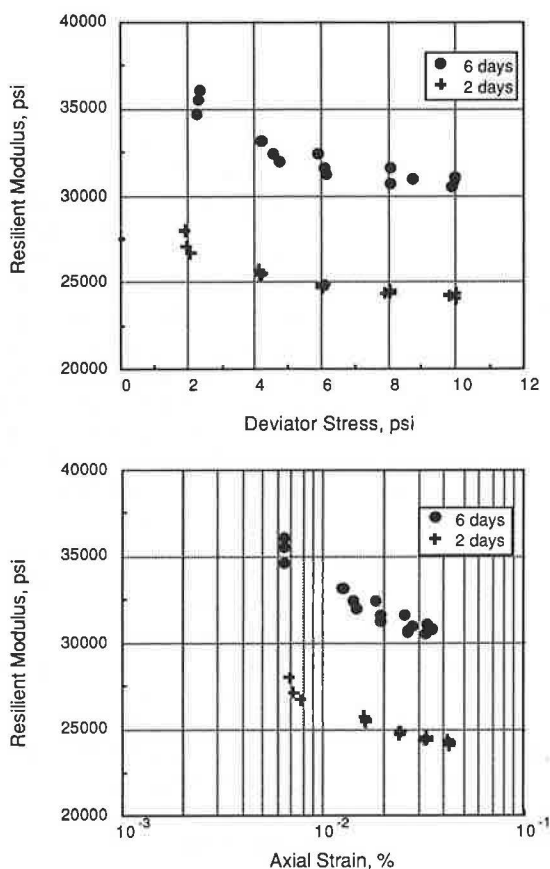 40000
35000
30000
25000
20000
Resilient Modulus, psi
6 days
2 days
0 2 4 6 8 10 12
Deviator Stress, psi
40000
35000
30000
25000
20000
Resilient Modulus, psi
6 days
2 days
10⁻³ 10⁻² 10⁻¹
Axial Strain, %